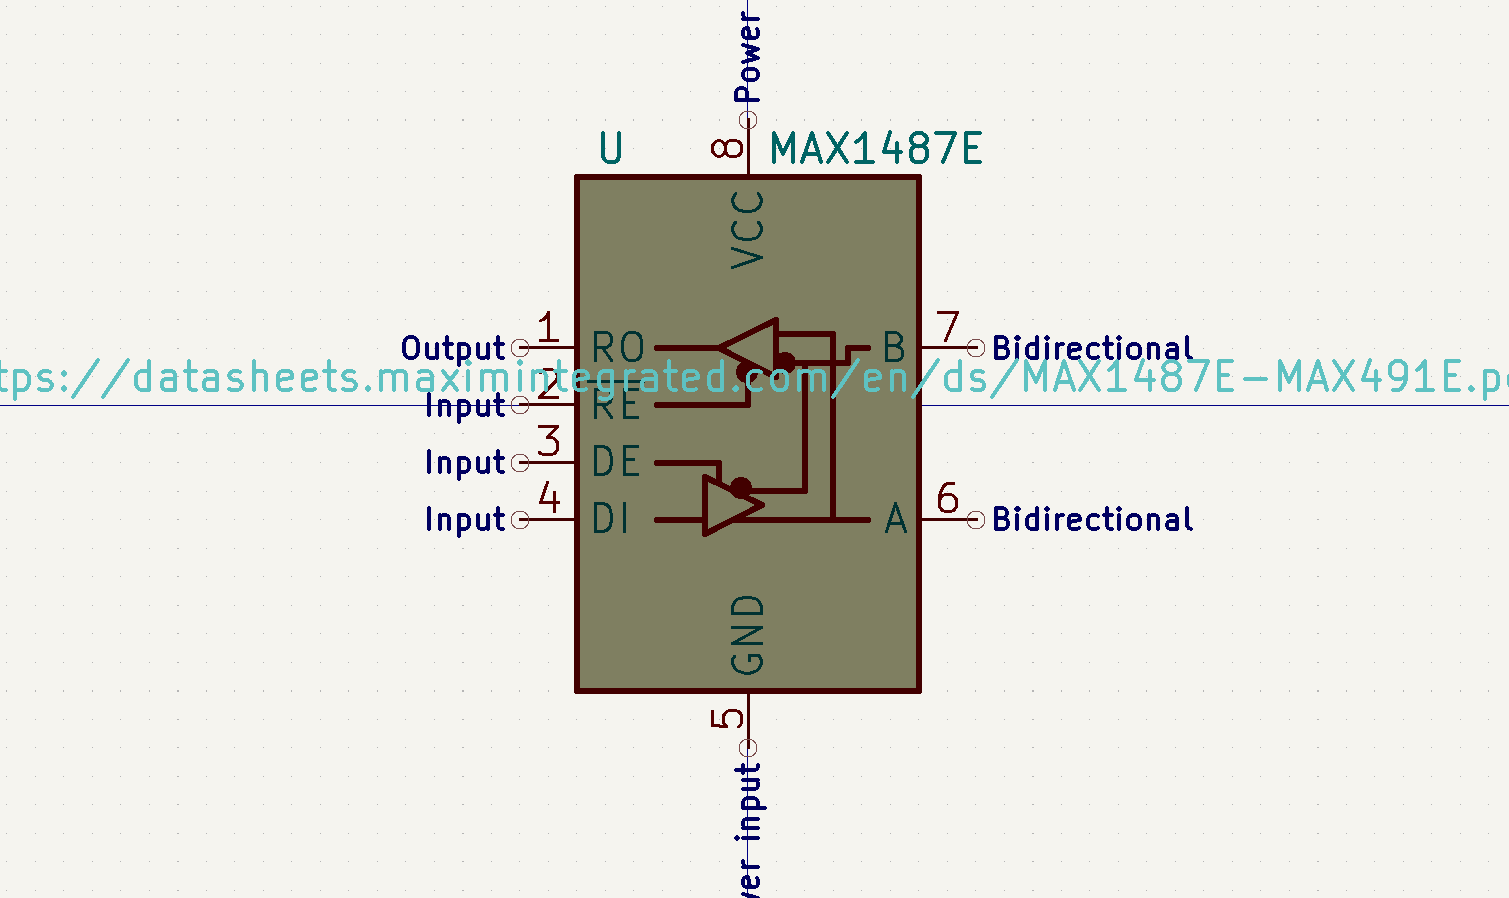 Power
U
MAX1487E
8
VCC
Output
1
RO
B
7
Bidirectional
tps://datasheets.maximintegrated.com/en/ds/MAX1487E-MAX491E.p
Input
2
RE
Input
3
DE
Input
4
DI
A
6
Bidirectional
GND
5
wer input